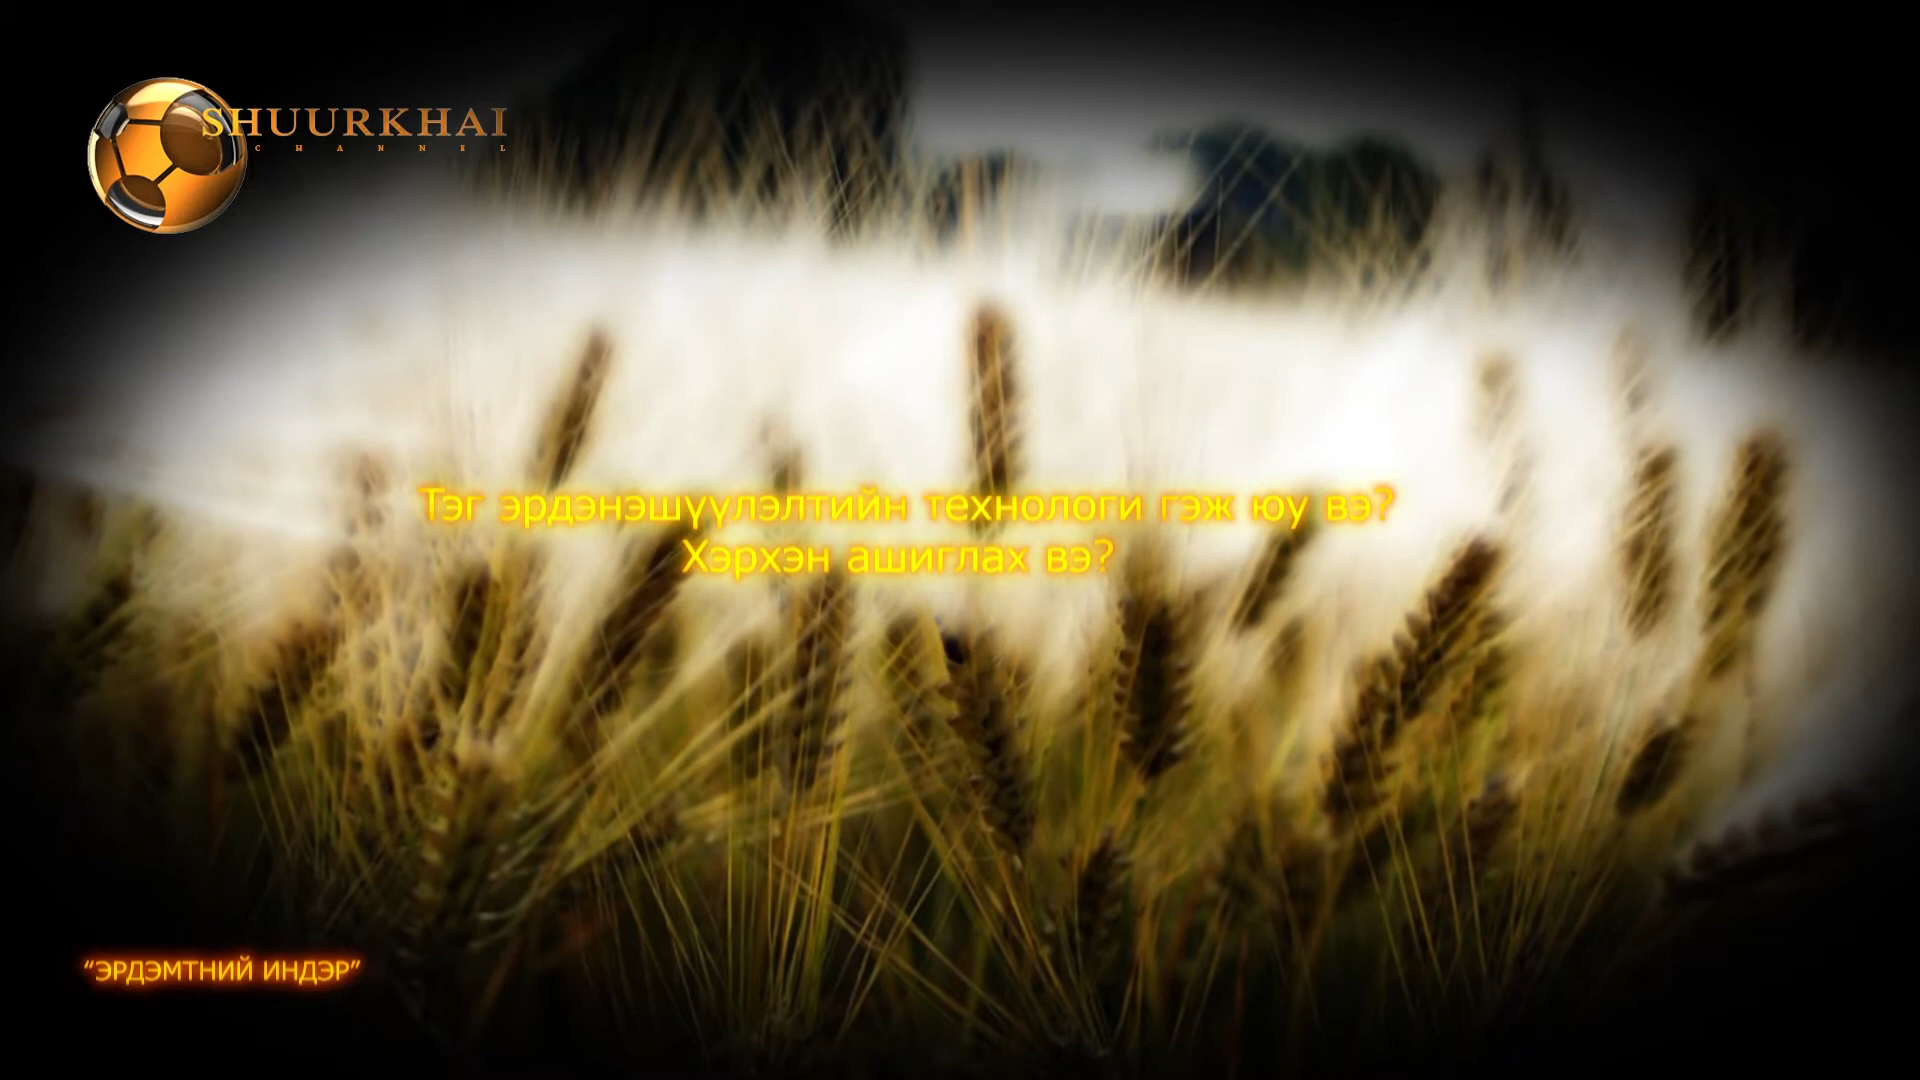 SHUURKHAI
CHANNEL
Тэг эрдэнэшүүлэлтийн технологи гэж юу вэ?
Хэрхэн ашиглах вэ?
“ЭРДЭМТНИЙ ИНДЭР”